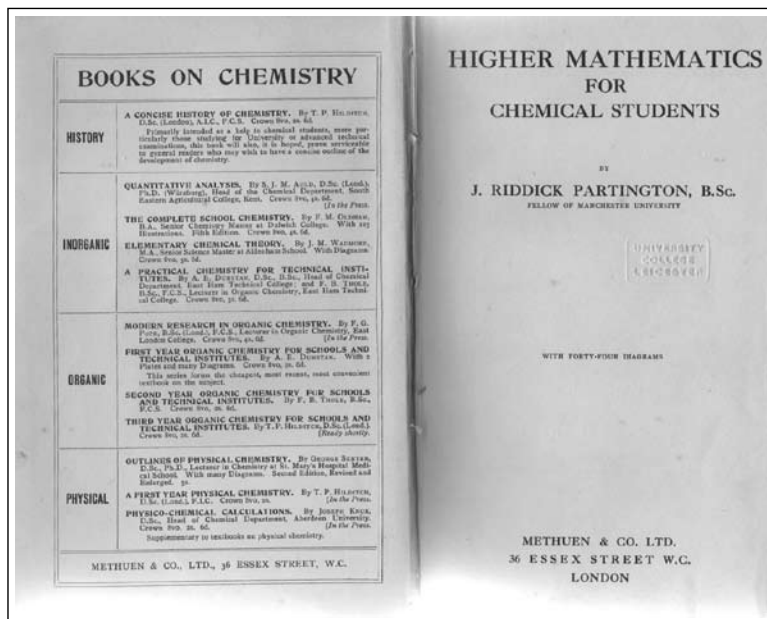 BOOKS ON CHEMISTRY
HISTORY
A CONCISE HISTORY OF CHEMISTRY. By T. P. HILDITCH,
D.Sc. (London), A.I.C., F.C.S. Crown 8vo, 2s. 6d.
Primarily intended as a help to chemical students, more par-
ticularly those studying for University or advanced technical
examinations, this book will also, it is hoped, prove serviceable
to general readers who may wish to have a concise outline of the
development of chemistry.
INORGANIC
QUANTITATIVE ANALYSIS. By S. J. M. AULD, D.Sc. (Lond.),
Ph.D. (Würzburg), Head of the Chemical Department, South
Eastern Agricultural College, Kent. Crown 8vo, 5s. 6d.
[In the Press.
THE COMPLETE SCHOOL CHEMISTRY. By F. M. OLDHAM,
B.A., Senior Chemistry Master at Dulwich College. With 125
Illustrations. Fifth Edition. Crown 8vo, 4s. 6d.
ELEMENTARY CHEMICAL THEORY. By J. M. WADMORE,
M.A., Senior Science Master at Aldenham School. With Diagrams.
Crown 8vo, 3s. 6d.
A PRACTICAL CHEMISTRY FOR TECHNICAL INSTI-
TUTES. By A. E. DUNSTAN, D.Sc., B.Sc., Head of Chemical
Department, East Ham Technical College; and F. B. THOLE,
B.Sc., F.C.S., Lecturer in Organic Chemistry, East Ham Techni-
cal College. Crown 8vo, 3s. 6d.
ORGANIC
MODERN RESEARCH IN ORGANIC CHEMISTRY. By F. G.
POPE, B.Sc. (Lond.), F.C.S., Lecturer in Organic Chemistry, East
London College. Crown 8vo, 6d.
[In the Press.
FIRST YEAR ORGANIC CHEMISTRY FOR SCHOOLS AND
TECHNICAL INSTITUTES. By A. E. DUNSTAN. With 2
Plates and many Diagrams. Crown 8vo, 2s. 6d.
This series forms the cheapest, most recent, most convenient
textbook on the subject.
SECOND YEAR ORGANIC CHEMISTRY FOR SCHOOLS
AND TECHNICAL INSTITUTES. By F. B. THOLE, B.Sc.,
F.C.S. Crown 8vo, 2s. 6d.
THIRD YEAR ORGANIC CHEMISTRY FOR SCHOOLS AND
TECHNICAL INSTITUTES. By T. P. HILDITCH, D.Sc. (Lond.).
Crown 8vo, 2s. 6d.
[Ready shortly.
PHYSICAL
OUTLINES OF PHYSICAL CHEMISTRY. By GEORGE SENTER,
D.Sc., Ph.D., Lecturer in Chemistry at St. Mary's Hospital Medi-
cal School. With many Diagrams. Second Edition, Revised and
Enlarged. 5s.
A FIRST YEAR PHYSICAL CHEMISTRY. By T. P. HILDITCH,
D.Sc. (Lond.), F.I.C. Crown 8vo, 2s.
[In the Press.
PHYSICO-CHEMICAL CALCULATIONS. By JOSEPH KNOX,
D.Sc., Head of Chemical Department, Aberdeen University.
Crown 8vo. 2s. 6d.
[In the Press.
Supplementary to textbooks on physical chemistry.
METHUEN & CO., LTD., 36 ESSEX STREET, W.C.
HIGHER MATHEMATICS
FOR
CHEMICAL STUDENTS
BY
J. RIDDICK PARTINGTON, B.Sc.
FELLOW OF MANCHESTER UNIVERSITY
UNIVERSITY
COLLEGE
LEICESTER
WITH FORTY-FOUR DIAGRAMS
METHUEN & CO. LTD.
36 ESSEX STREET W.C.
LONDON